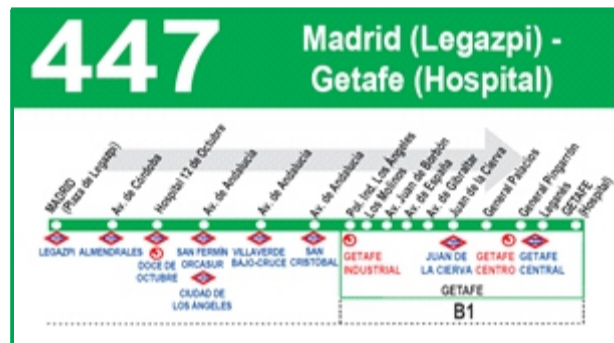 447
Madrid (Legazpi) -
Getafe (Hospital)
MADRID
(Plaza de Legazpi)
Av. de Córdoba
Hospital 12 de Octubre
Av. de Andalucía
Av. de Andalucía
Av. de Andalucía
Pol. Ind. Los Ángeles
Los Molinos
Av. Juan de Borbón
Av. de España
Av. de Gibraltar
Juan de la Cierva
General Palacios
General Pingarrón
Leganés
GETAFE
(Hospital)
LEGAZPI
ALMENDRALES
DOCE DE
OCTUBRE
SAN FERMÍN
ORCASUR
CIUDAD DE
LOS ÁNGELES
VILLAVERDE
BAJO-CRUCE
SAN
CRISTOBAL
GETAFE
INDUSTRIAL
JUAN DE
LA CIERVA
GETAFE
CENTRO
GETAFE
CENTRAL
GETAFE
B1